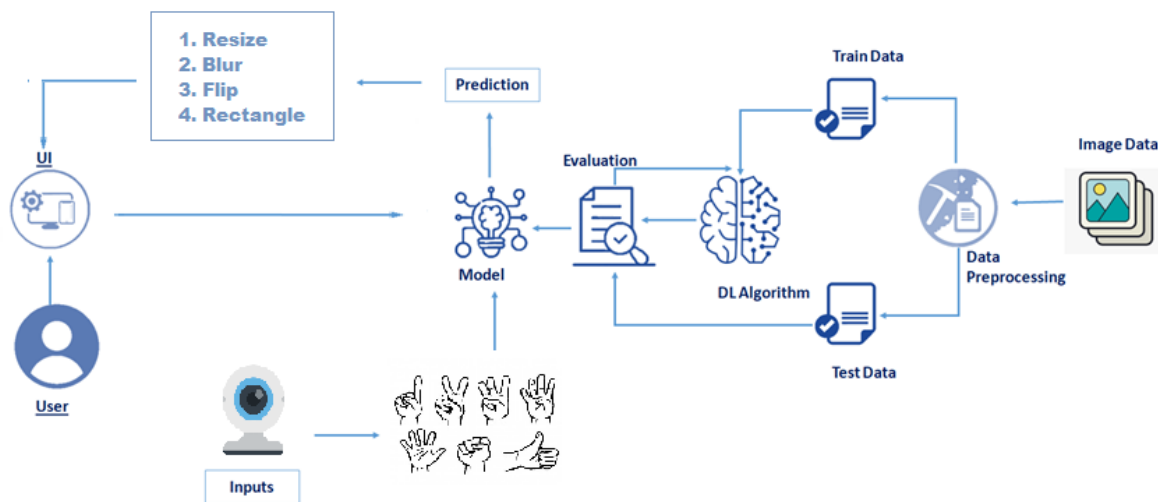 1. Resize
2. Blur
3. Flip
4. Rectangle
Prediction
Train Data
Image Data
UI
Evaluation
Model
DL Algorithm
Data
Preprocessing
Test Data
User
Inputs